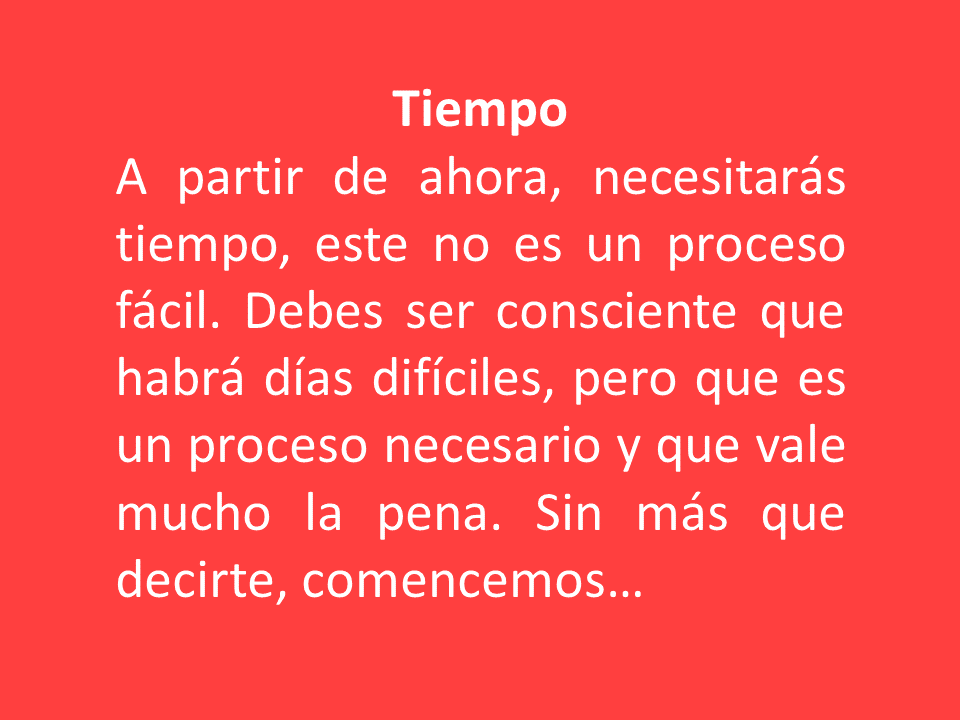 Tiempo
A partir de ahora, necesitarás
tiempo, este no es un proceso
fácil. Debes ser consciente que
habrá días difíciles, pero que es
un proceso necesario y que vale
mucho la pena. Sin más que
decirte, comencemos...